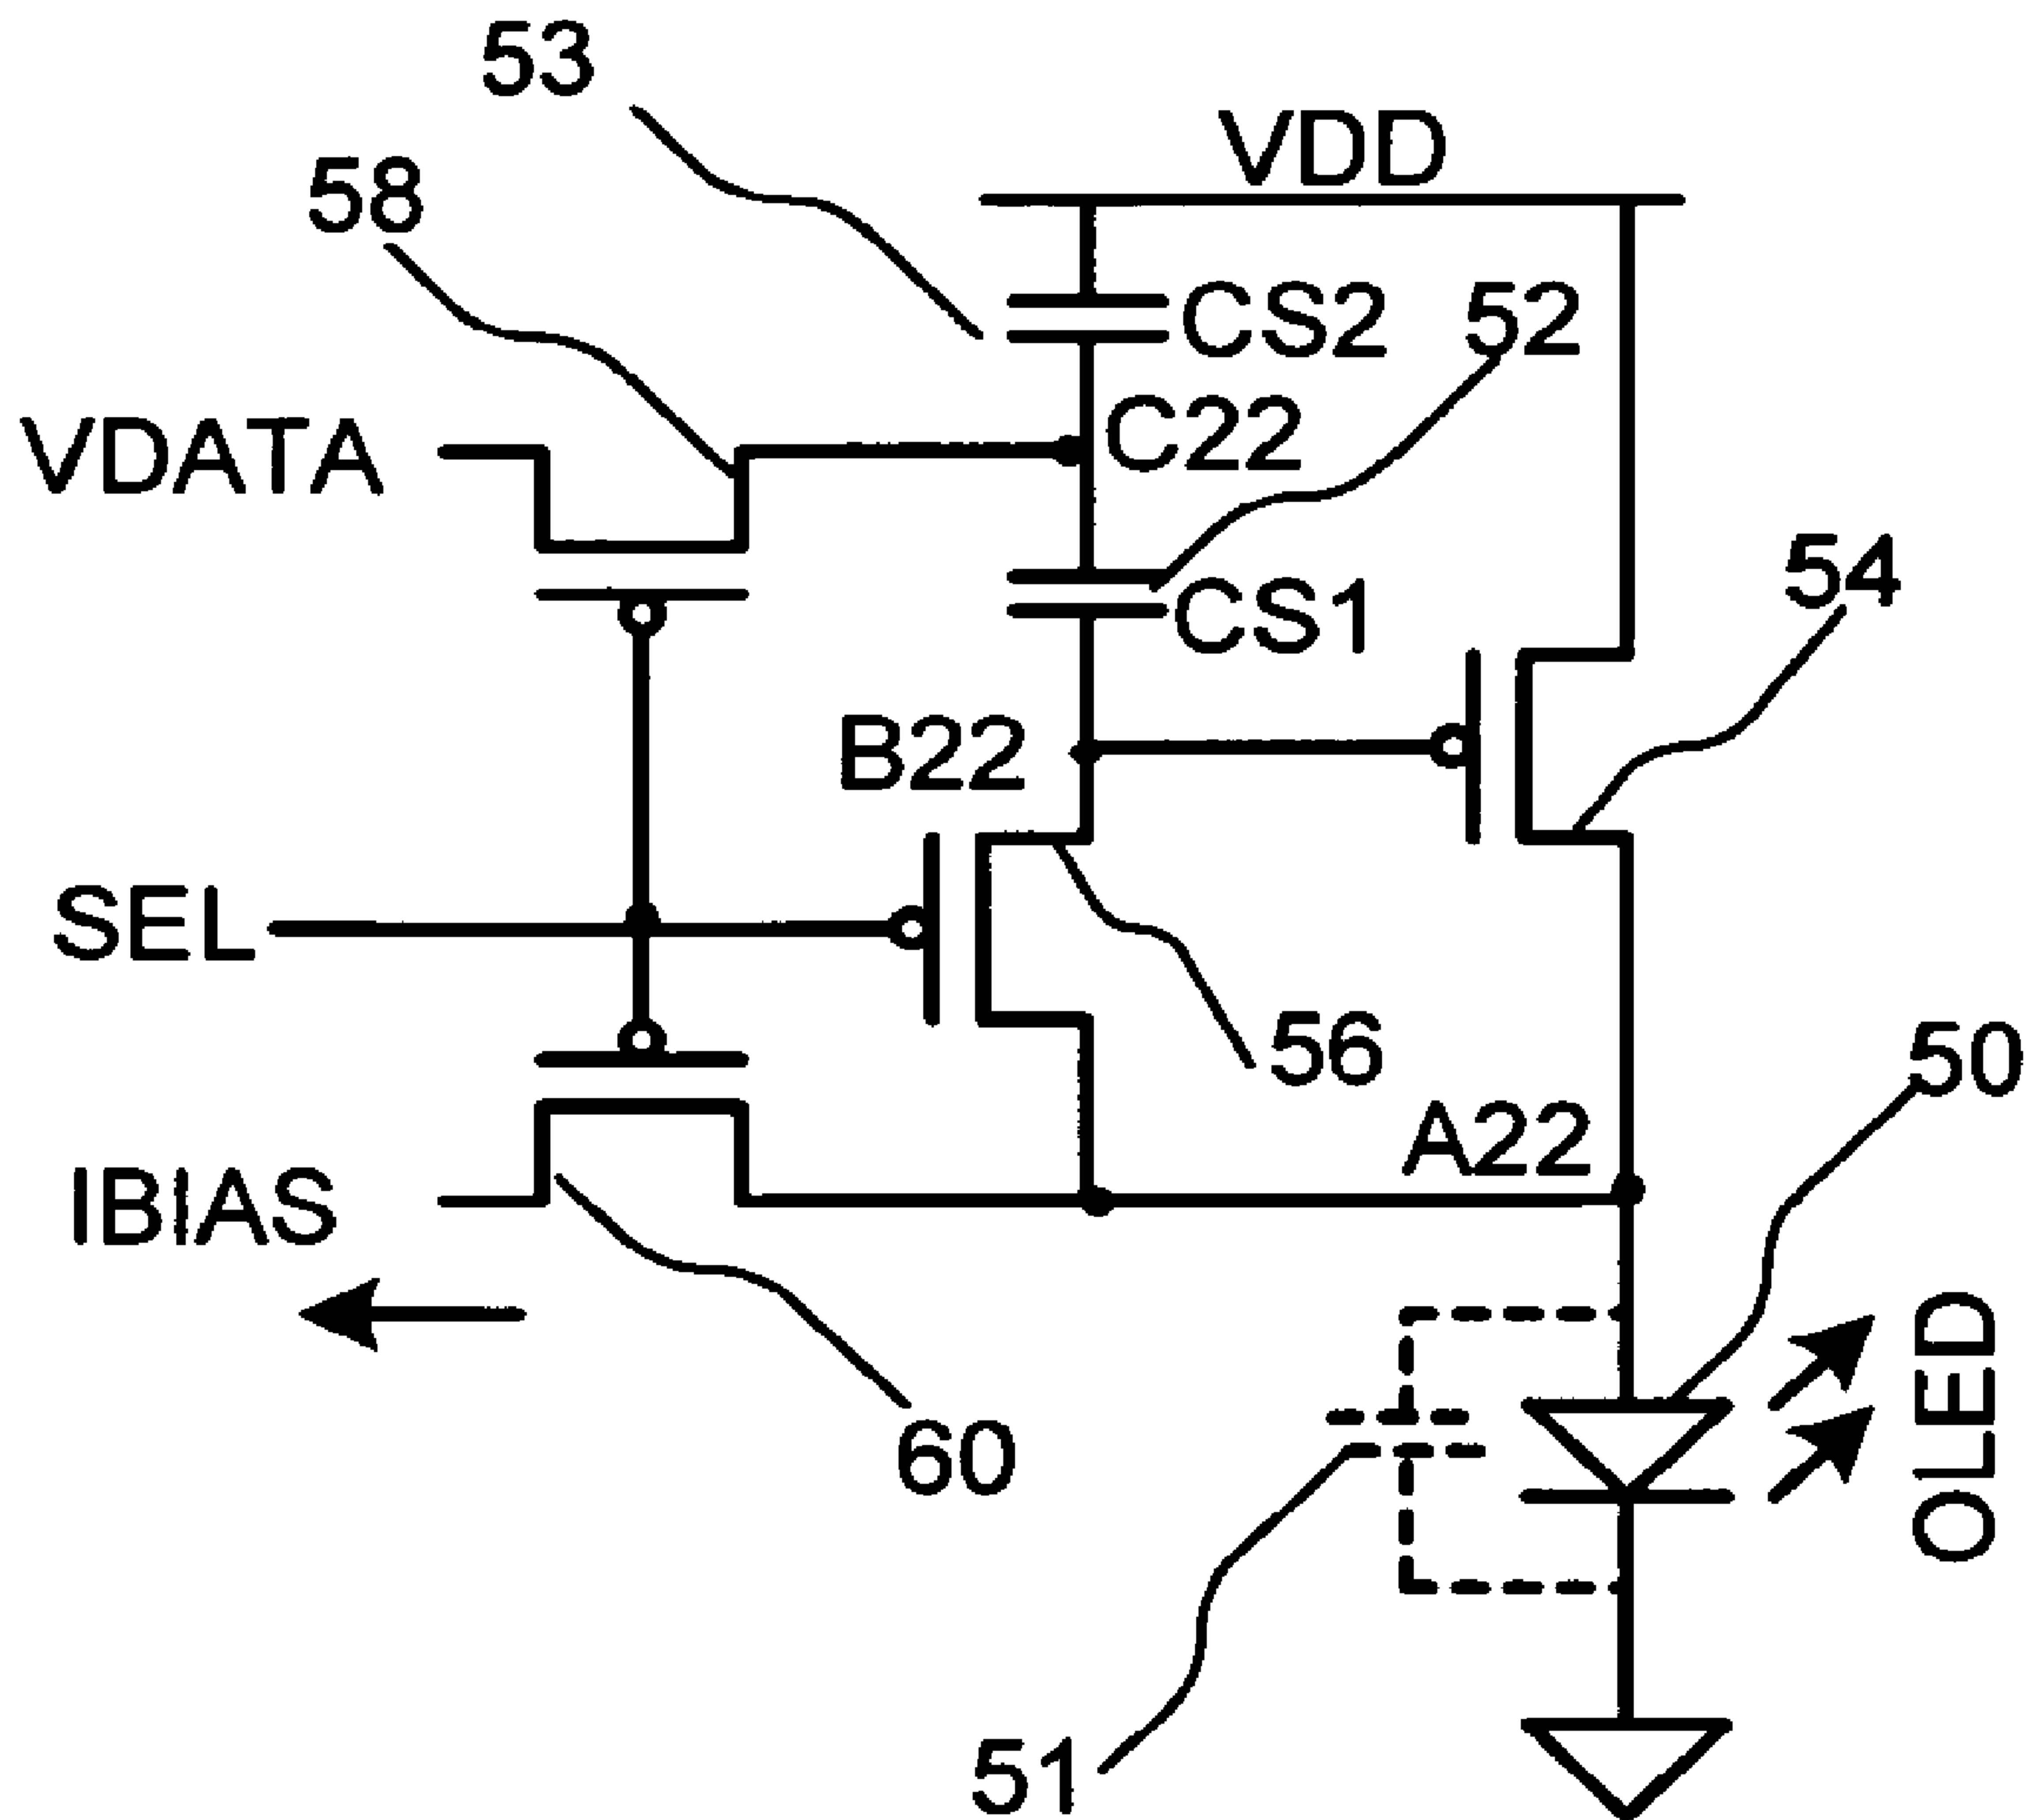 53
VDD
58
CS2
52
C22
VDATA
54
CS1
B22
SEL
56
50
A22
IBIAS
OLED
60
51